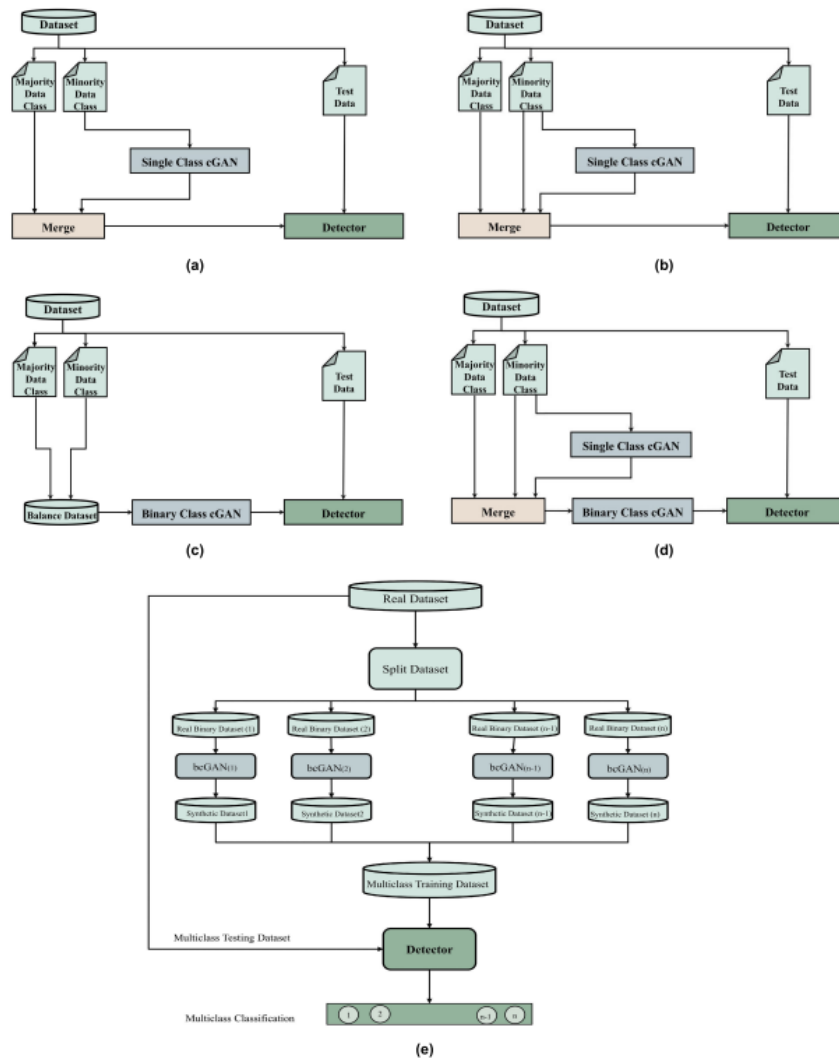 Dataset
Majority
Data
Class
Minority
Data
Class
Test
Data
Single Class cGAN
Merge
Detector
(a)
Dataset
Majority
Data
Class
Minority
Data
Class
Test
Data
Single Class cGAN
Merge
Detector
(b)
Dataset
Majority
Data
Class
Minority
Data
Class
Test
Data
Balance Dataset
Binary Class cGAN
Detector
(c)
Dataset
Majority
Data
Class
Minority
Data
Class
Test
Data
Single Class cGAN
Merge
Binary Class cGAN
Detector
(d)
Real Dataset
Split Dataset
Real Binary Dataset (1)
Real Binary Dataset (2)
Real Binary Dataset (n-1)
Real Binary Dataset (n)
bcGAN(1)
bcGAN(2)
bcGAN(n-1)
bcGAN(n)
Synthetic Dataset1
Synthetic Dataset2
Synthetic Dataset (n-1)
Synthetic Dataset (n)
Multiclass Training Dataset
Multiclass Testing Dataset
Detector
Multiclass Classification
1
2
n-1
n
(e)